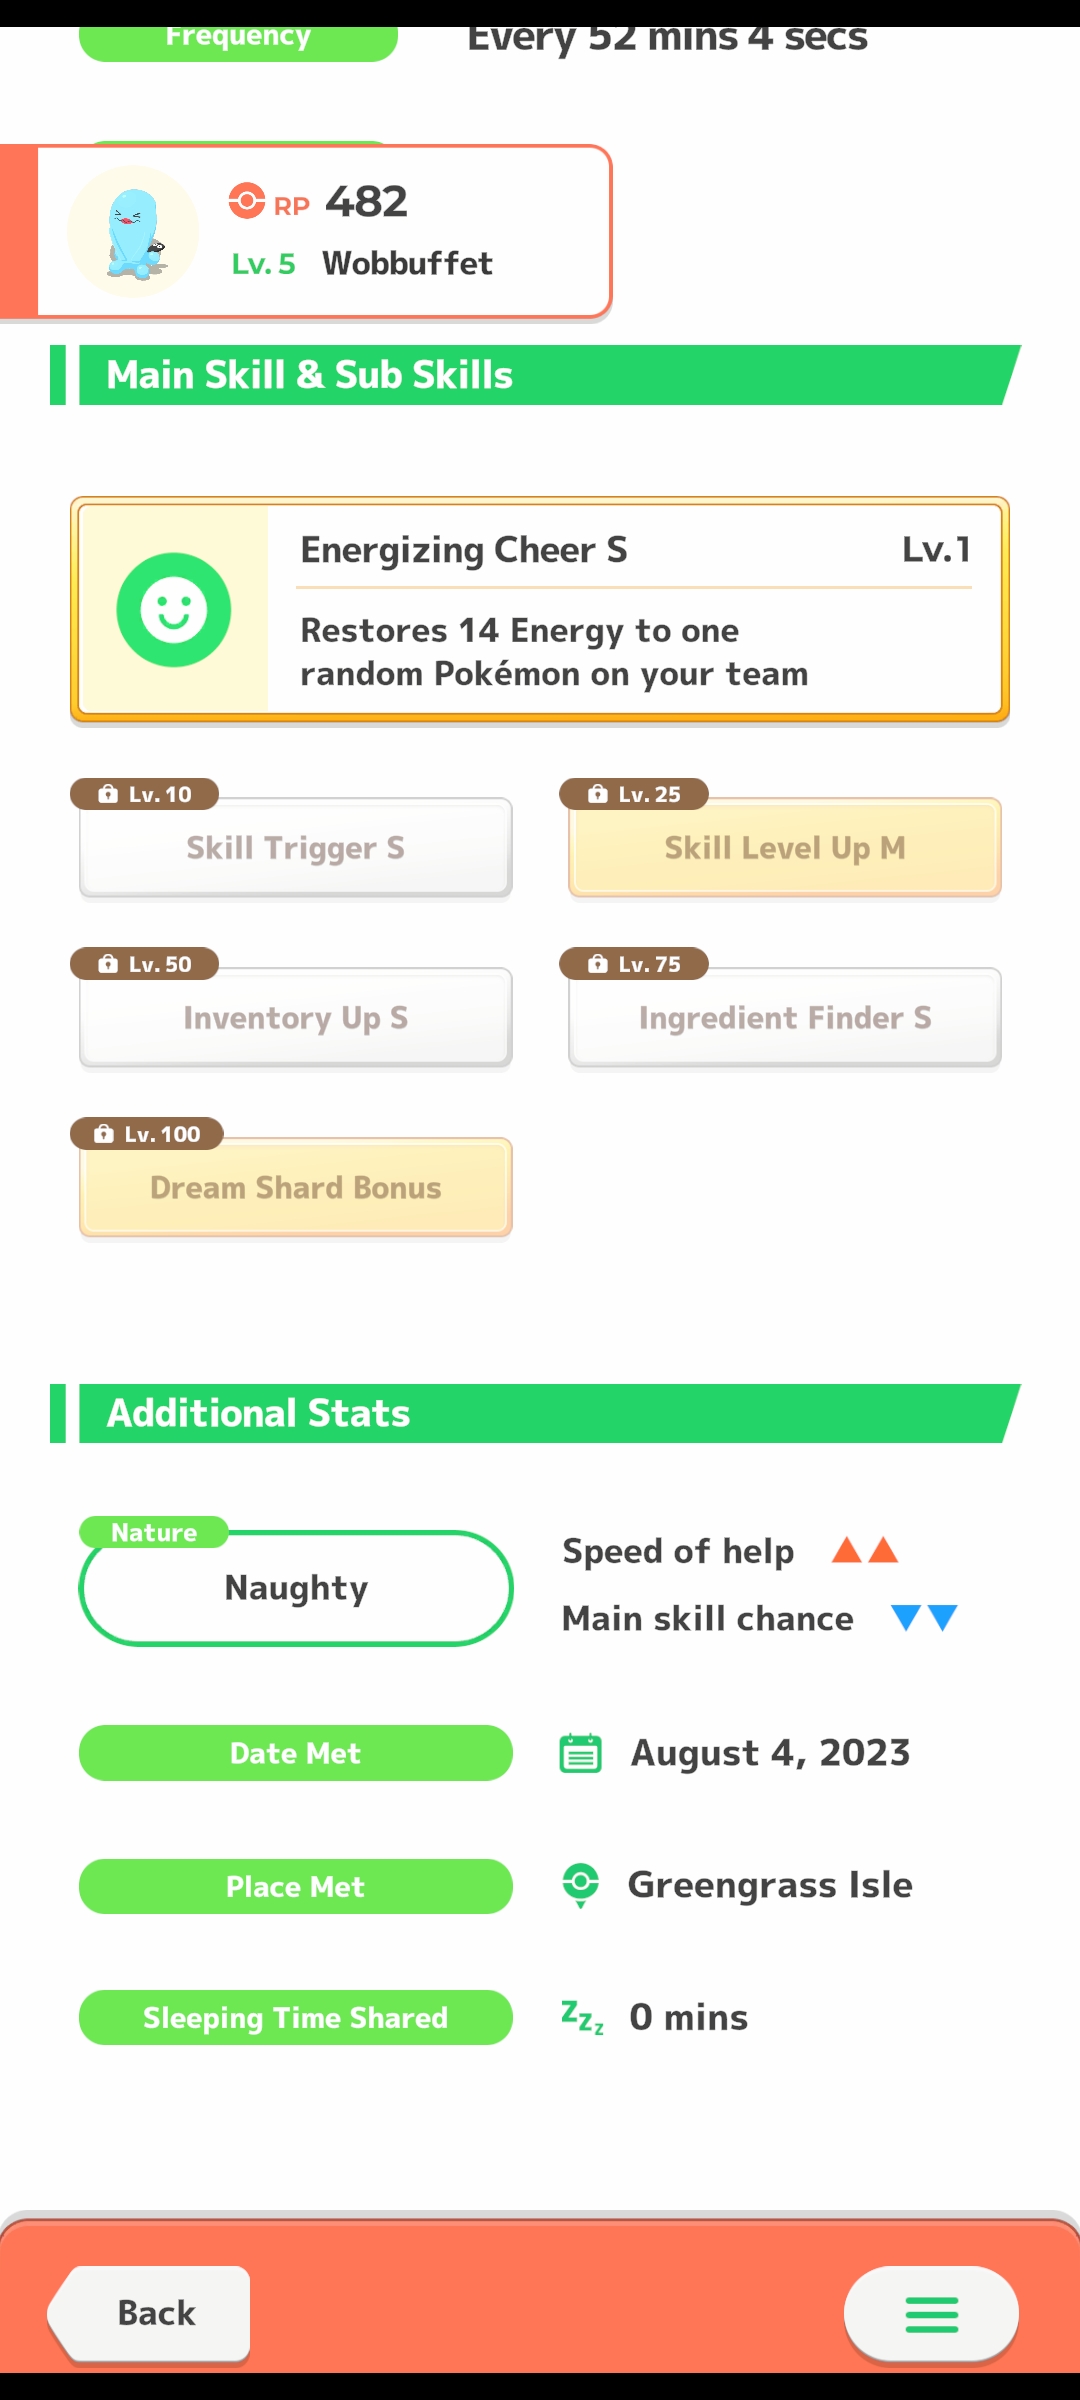 Frequency Every 52 mins 4 secs
RP 482
Lv. 5 Wobbuffet
Main Skill & Sub Skills
Energizing Cheer S Lv.1
Restores 14 Energy to one
random Pokémon on your team
Lv. 10 Lv. 25
Skill Trigger S Skill Level Up M
Lv. 50 Lv. 75
Inventory Up S Ingredient Finder S
Lv. 100
Dream Shard Bonus
Additional Stats
Nature
Naughty
Speed of help ▲▲
Main skill chance ▼▼
Date Met August 4, 2023
Place Met Greengrass Isle
Sleeping Time Shared zzz 0 mins
Back